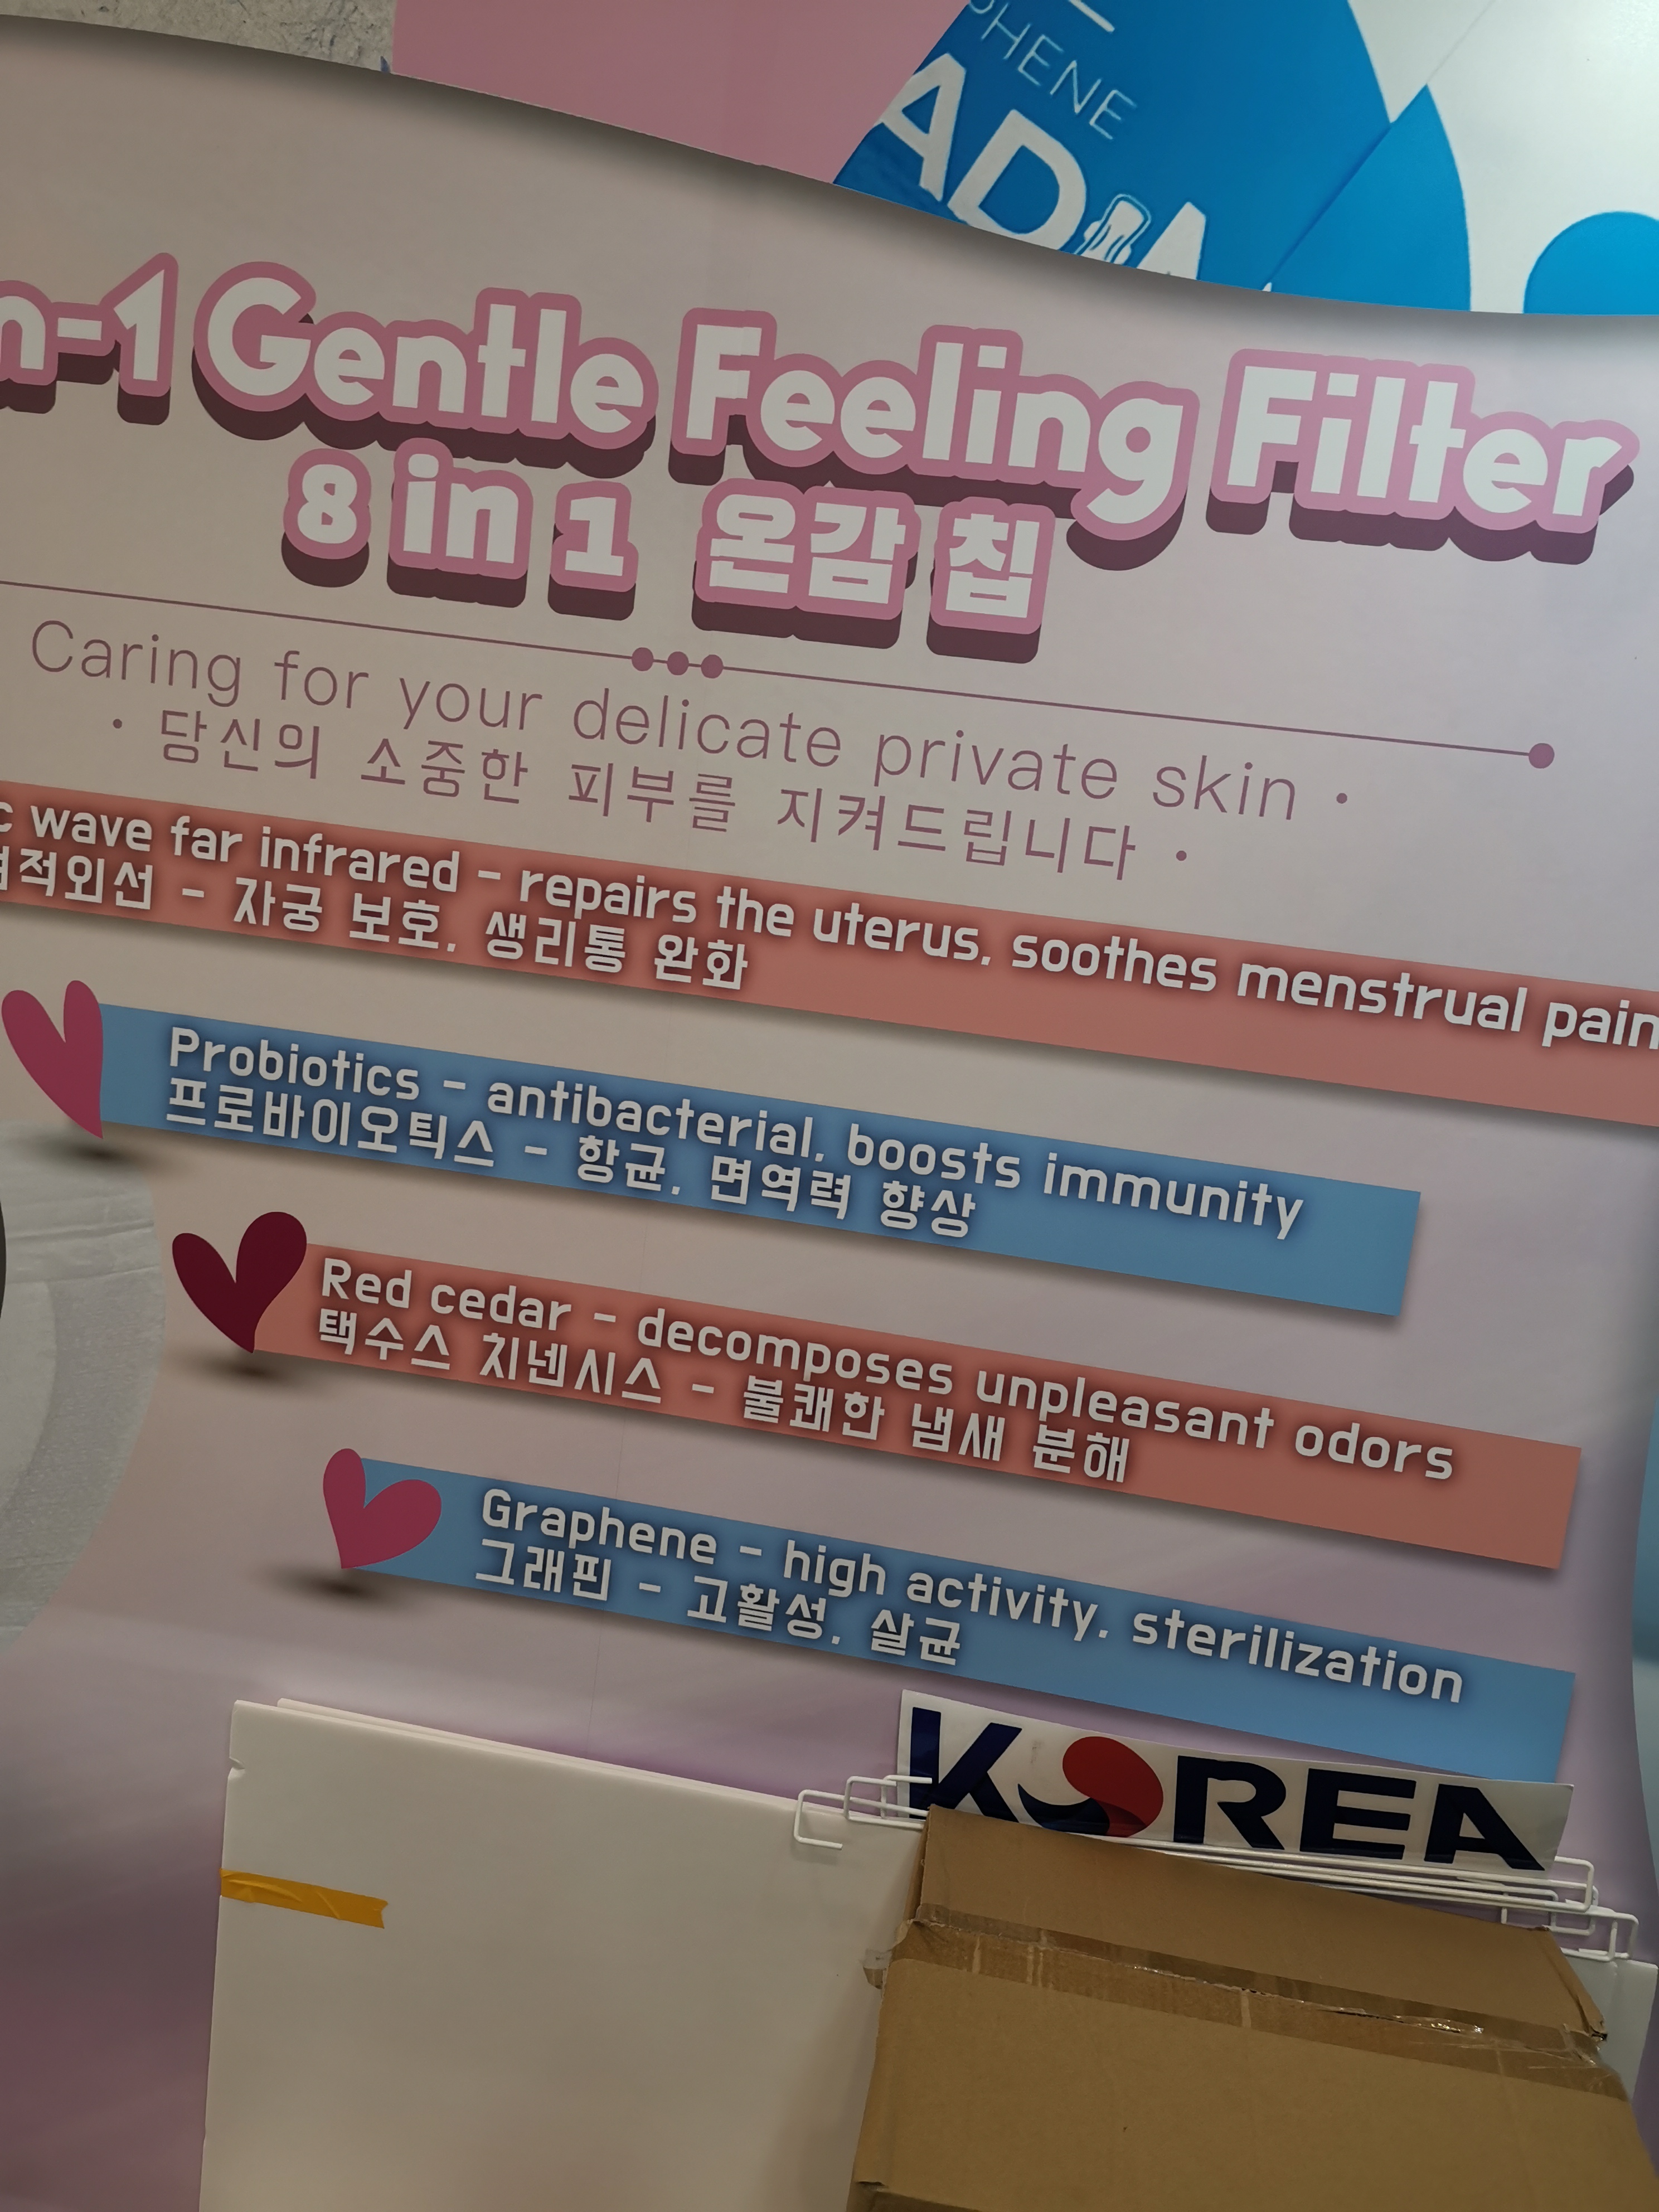 HENE
AD
n-1 Gentle Feeling Filter
8 in 1 온감 칩
Caring for your delicate private skin ·
· 당신의 소중한 피부를 지켜드립니다 ·
c wave far infrared - repairs the uterus, soothes menstrual pain
적외선 - 자궁 보호, 생리통 완화
Probiotics - antibacterial, boosts immunity
프로바이오틱스 - 항균, 면역력 향상
Red cedar - decomposes unpleasant odors
택수스 치넨시스 - 불쾌한 냄새 분해
Graphene - high activity, sterilization
그래핀 - 고활성, 살균
KOREA